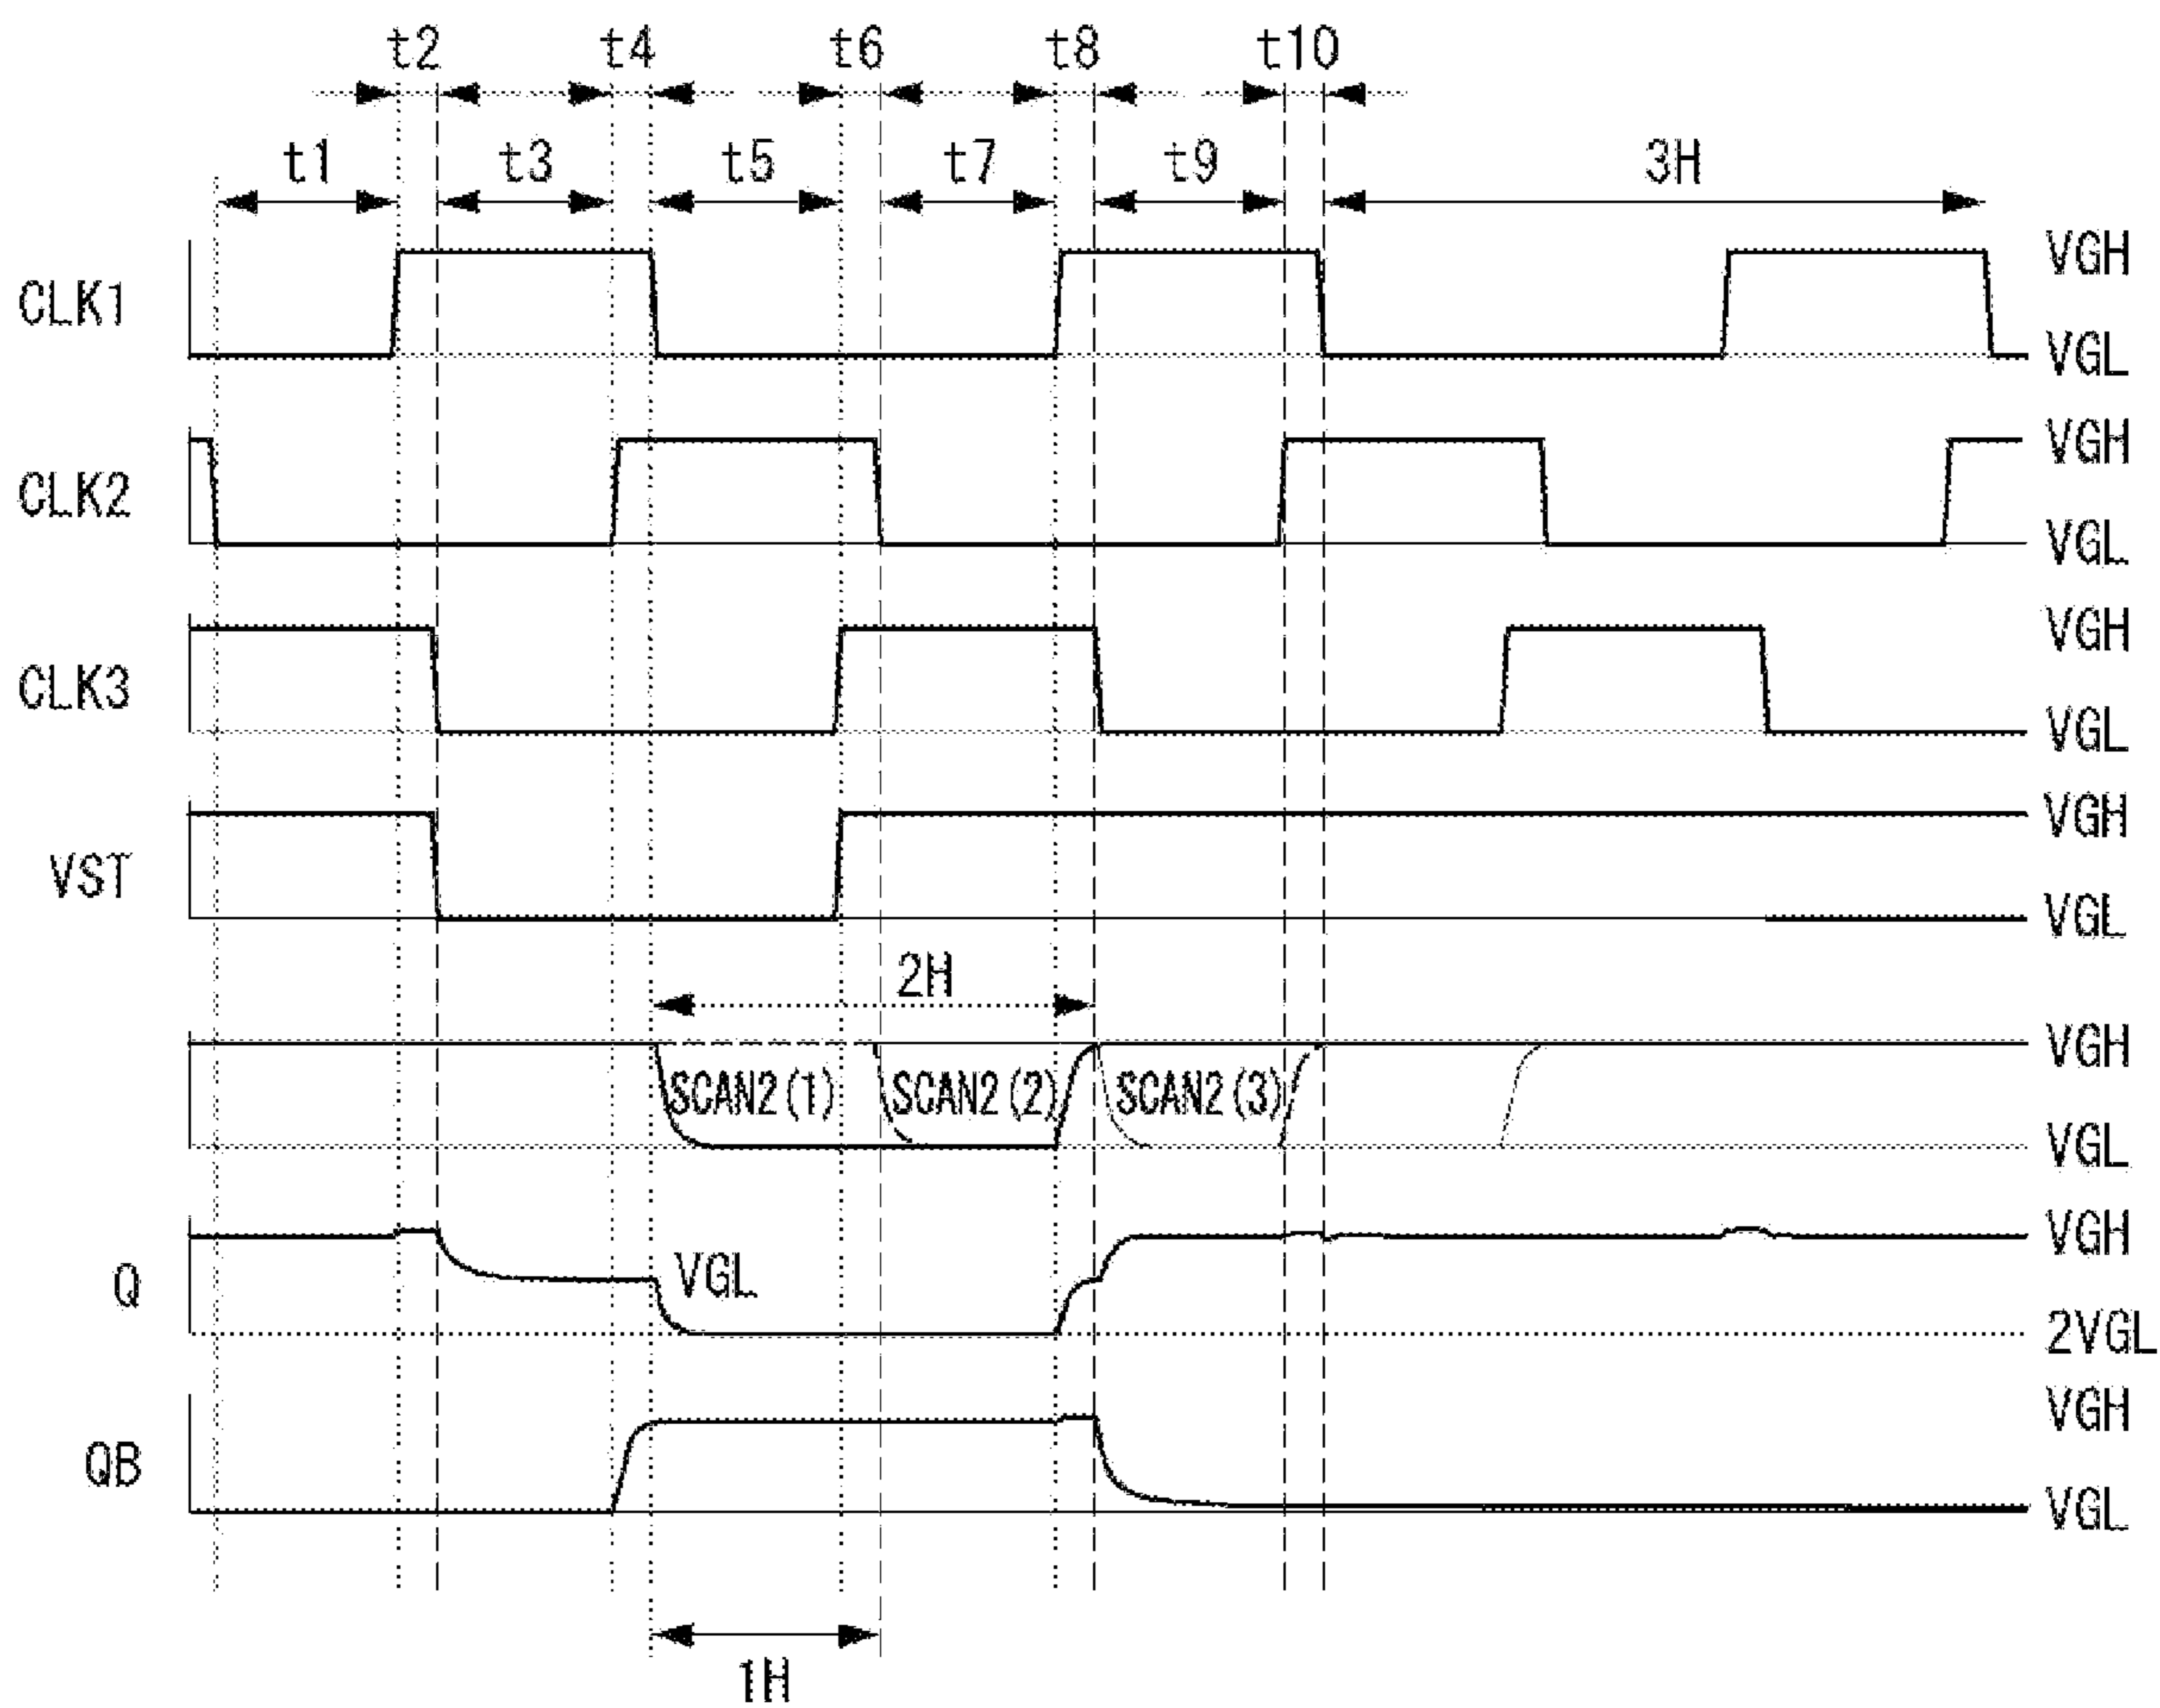 t2 t4 t6 t8 t10
t1 t3 t5 t7 t9 3H
CLK1 VGH
VGL
CLK2 VGH
VGL
CLK3 VGH
VGL
VST VGH
VGL
2H
VGH
SCAN2(1) SCAN2(2) SCAN2(3)
VGL
Q VGL VGH
2VGL
QB VGH
VGL
1H